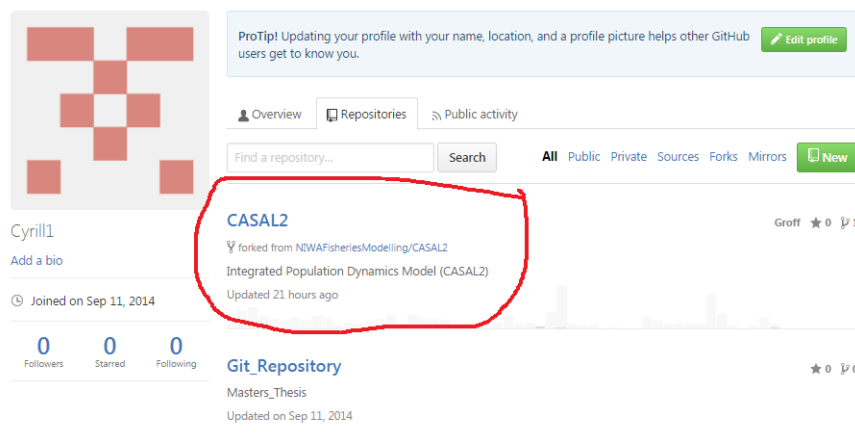 ProTip! Updating your profile with your name, location, and a profile picture helps other GitHub
users get to know you.
Edit profile
Overview
Repositories
Public activity
Find a repository...
Search
All
Public
Private
Sources
Forks
Mirrors
New
CASAL2
Groff
0
forked from NIWAFisheriesModelling/CASAL2
Integrated Population Dynamics Model (CASAL2)
Updated 21 hours ago
Git_Repository
0
Masters_Thesis
Updated on Sep 11, 2014
Cyrill1
Add a bio
Joined on Sep 11, 2014
0 0 0
Followers Starred Following